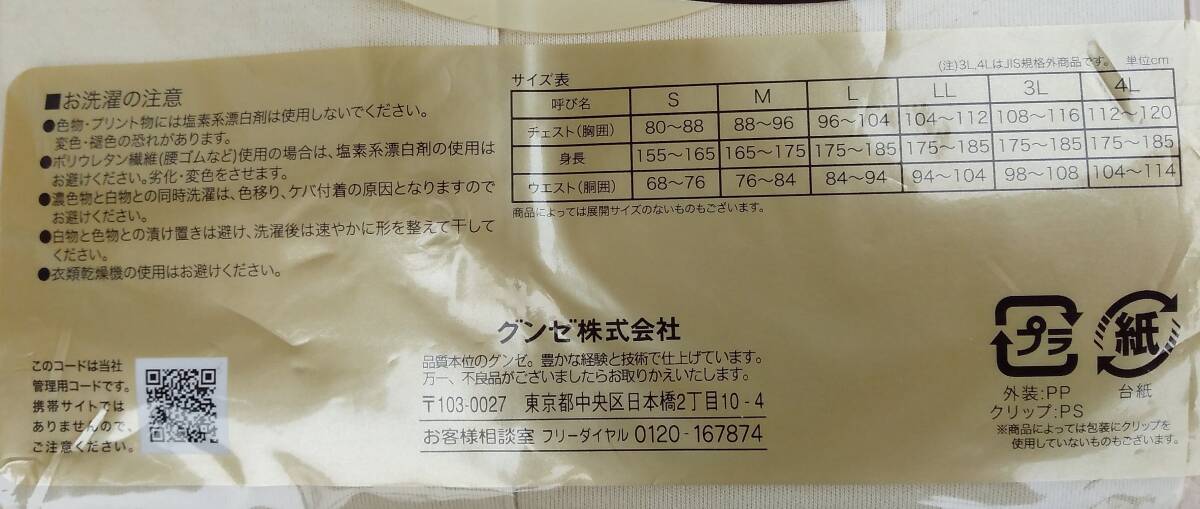 ■お洗濯の注意
●色物・プリント物には塩素系漂白剤は使用しないでください。
変色・褪色の恐れがあります。
●ポリウレタン繊維(腰ゴムなど)使用の場合は、塩素系漂白剤の使用は
お避けください。劣化・変色をさせます。
●濃色物と白物との同時洗濯は、色移り、ケバ付着の原因となりますので
お避けください。
●白物と色物との漬け置きは避け、洗濯後は速やかに形を整えて干して
ください。
●衣類乾燥機の使用はお避けください。
サイズ表
(注)3L,4LはJIS規格外商品です。 単位cm
呼び名 S M L LL 3L 4L
チェスト(胸囲) 80～88 88～96 96～104 104～112 108～116 112～120
身長 155～165 165～175 175～185 175～185 175～185 175～185
ウエスト(胴囲) 68～76 76～84 84～94 94～104 98～108 104～114
商品によっては展開サイズのないものもございます。
このコードは当社
管理用コードです。
携帯サイトでは
ありませんので、
ご注意ください。
グンゼ株式会社
品質本位のグンゼ。豊かな経験と技術で仕上げています。
万一、不良品がございましたらお取りかえいたします。
〒103-0027 東京都中央区日本橋2丁目10-4
お客様相談室 フリーダイヤル 0120-167874
プラ
紙
外装:PP
クリップ:PS
台紙
※商品によっては包装にクリップを
使用していないものもございます。